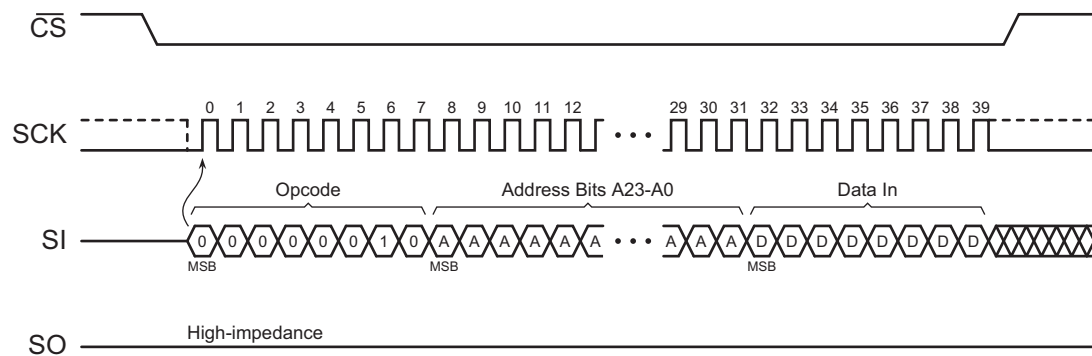 CS
0 1 2 3 4 5 6 7 8 9 10 11 12 29 30 31 32 33 34 35 36 37 38 39
SCK
Opcode Address Bits A23-A0 Data In
SI 0 0 0 0 0 0 1 0 A A A A A A A A A D D D D D D D D
MSB MSB MSB
High-impedance
SO